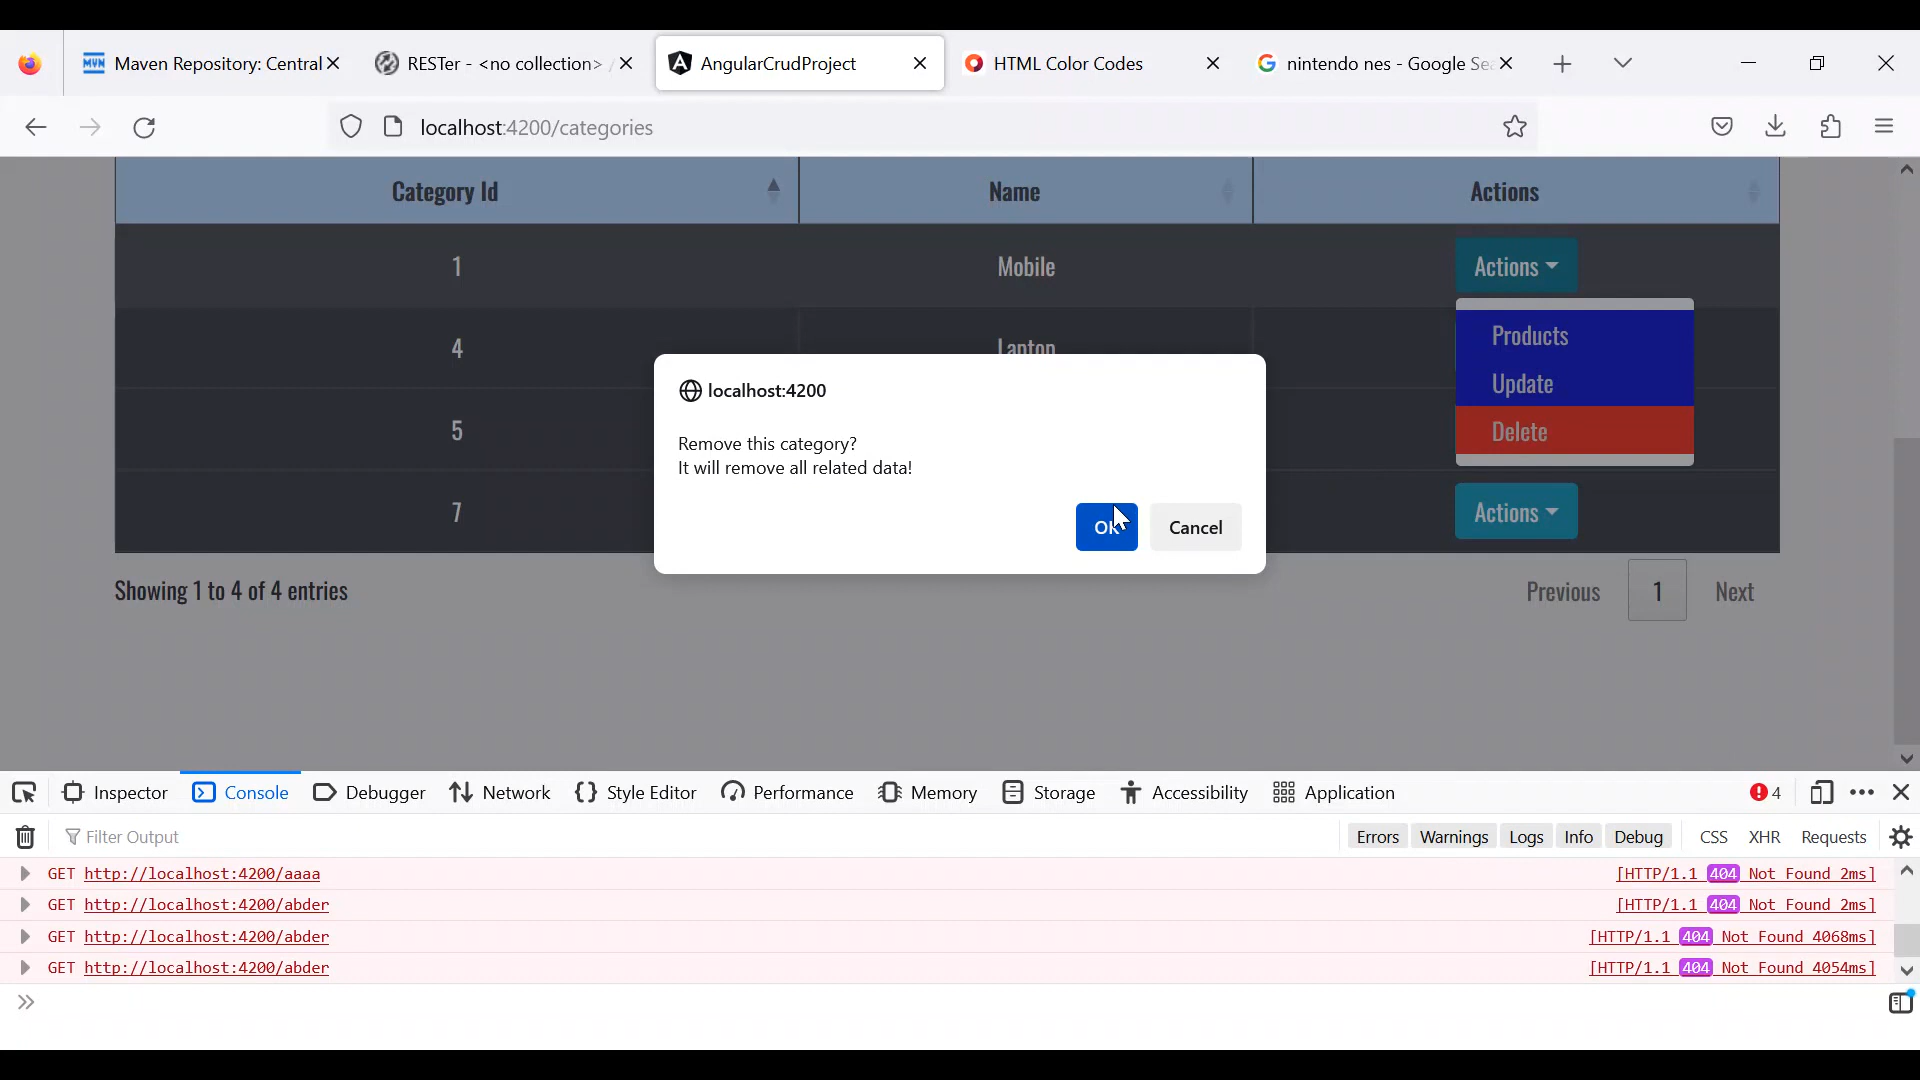 Maven Repository: Central
RESTer - <no collection> /
AngularCrudProject
HTML Color Codes
nintendo nes - Google Sea
localhost:4200/categories
Category Id Name Actions
1 Mobile Actions
4 Laptop
5
7 Actions
Products
Update
Delete
localhost:4200
Remove this category?
It will remove all related data!
OK Cancel
Showing 1 to 4 of 4 entries
Previous 1 Next
Inspector Console Debugger Network Style Editor Performance Memory Storage Accessibility Application 4
Filter Output Errors Warnings Logs Info Debug CSS XHR Requests
GET http://localhost:4200/aaaa [HTTP/1.1 404 Not Found 2ms]
GET http://localhost:4200/abder [HTTP/1.1 404 Not Found 2ms]
GET http://localhost:4200/abder [HTTP/1.1 404 Not Found 4068ms]
GET http://localhost:4200/abder [HTTP/1.1 404 Not Found 4054ms]